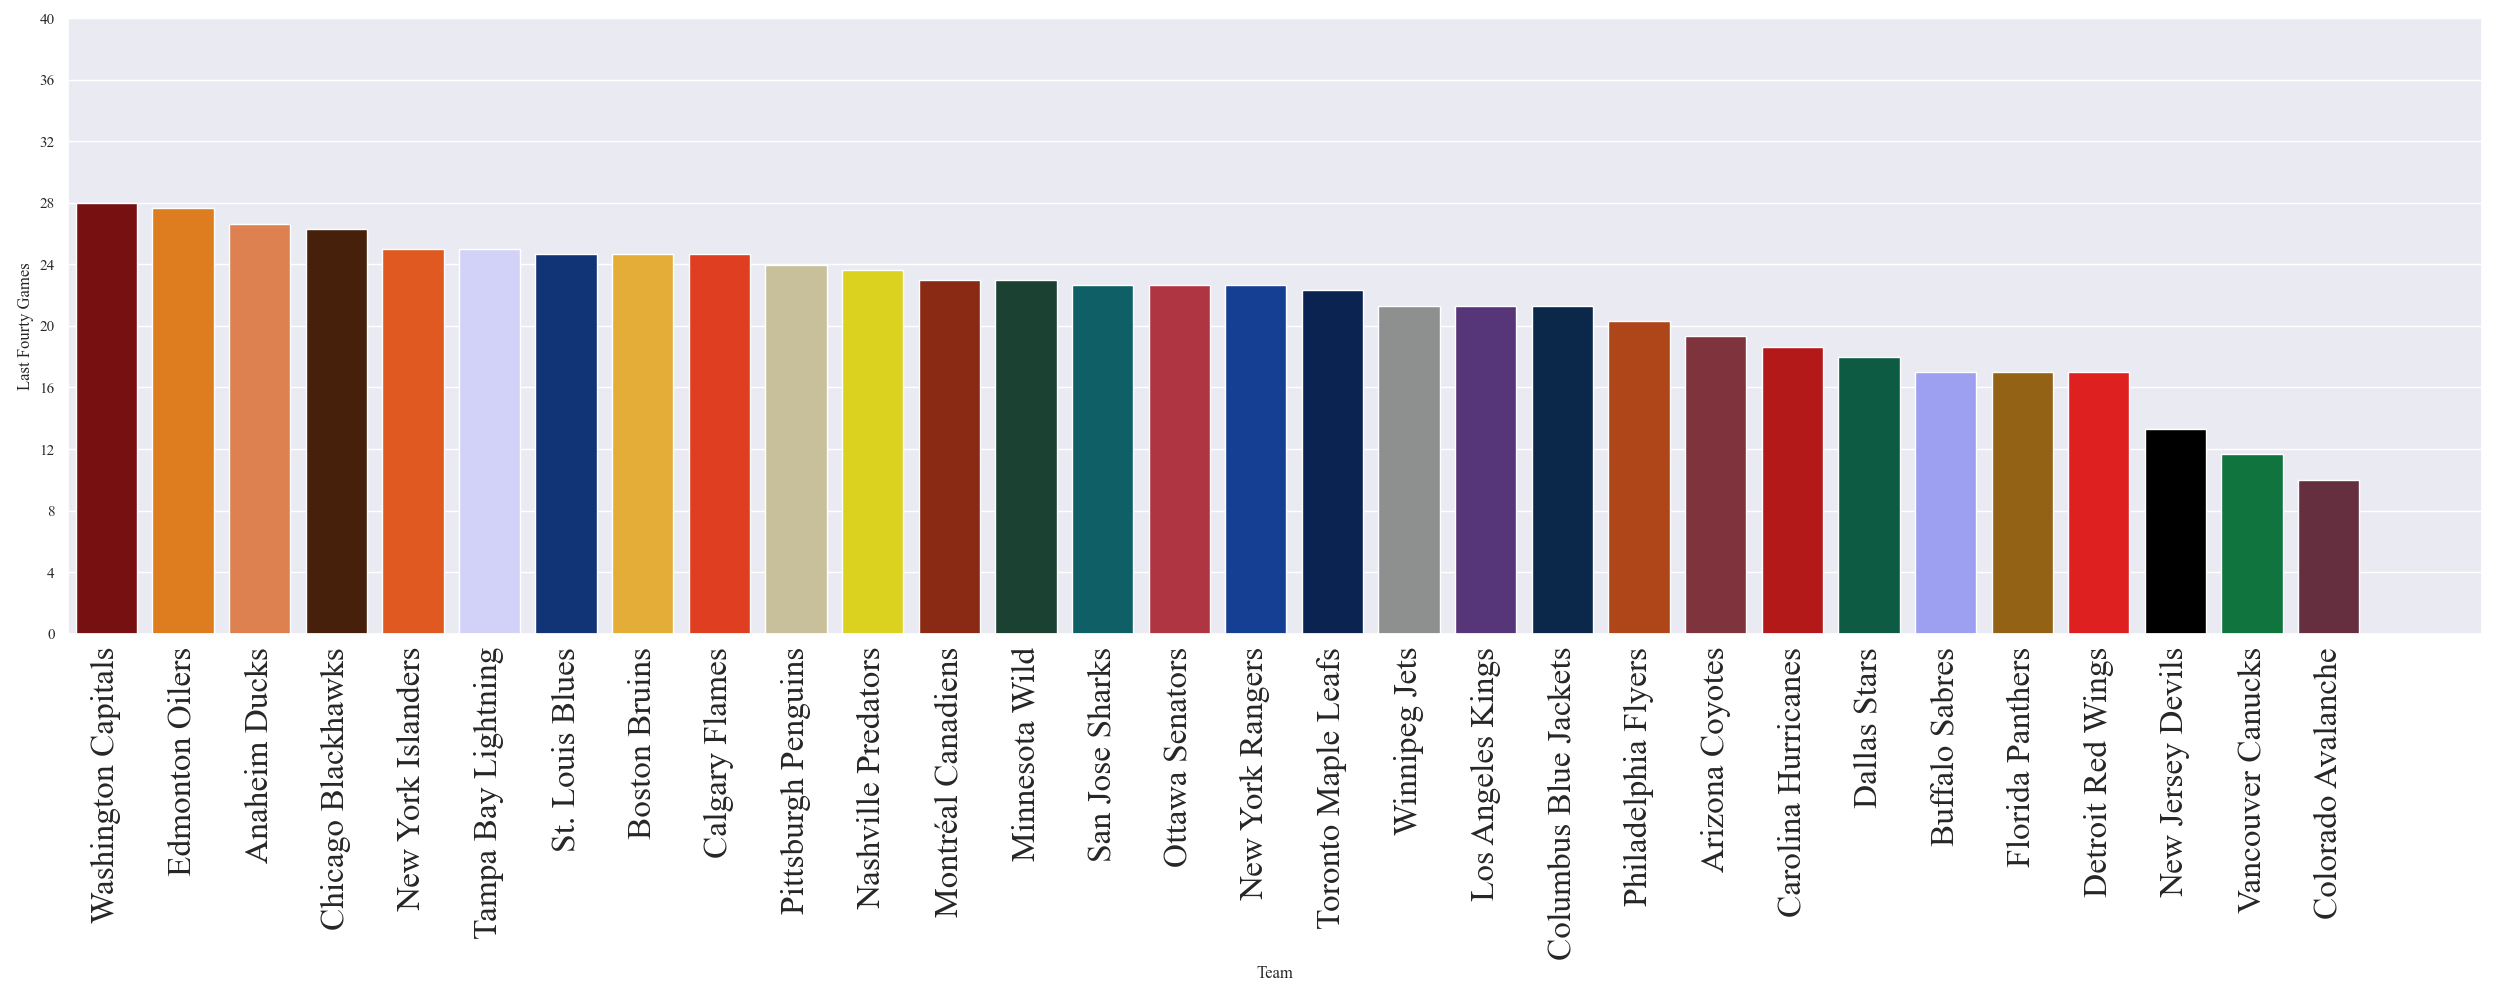 40
36
32
28
24
20
16
12
8
4
0
Last Fourty Games
Washington Capitals
Edmonton Oilers
Anaheim Ducks
Chicago Blackhawks
New York Islanders
Tampa Bay Lightning
St. Louis Blues
Boston Bruins
Calgary Flames
Pittsburgh Penguins
Nashville Predators
Montréal Canadiens
Minnesota Wild
San Jose Sharks
Ottawa Senators
New York Rangers
Toronto Maple Leafs
Winnipeg Jets
Los Angeles Kings
Columbus Blue Jackets
Philadelphia Flyers
Arizona Coyotes
Carolina Hurricanes
Dallas Stars
Buffalo Sabres
Florida Panthers
Detroit Red Wings
New Jersey Devils
Vancouver Canucks
Colorado Avalanche
Team